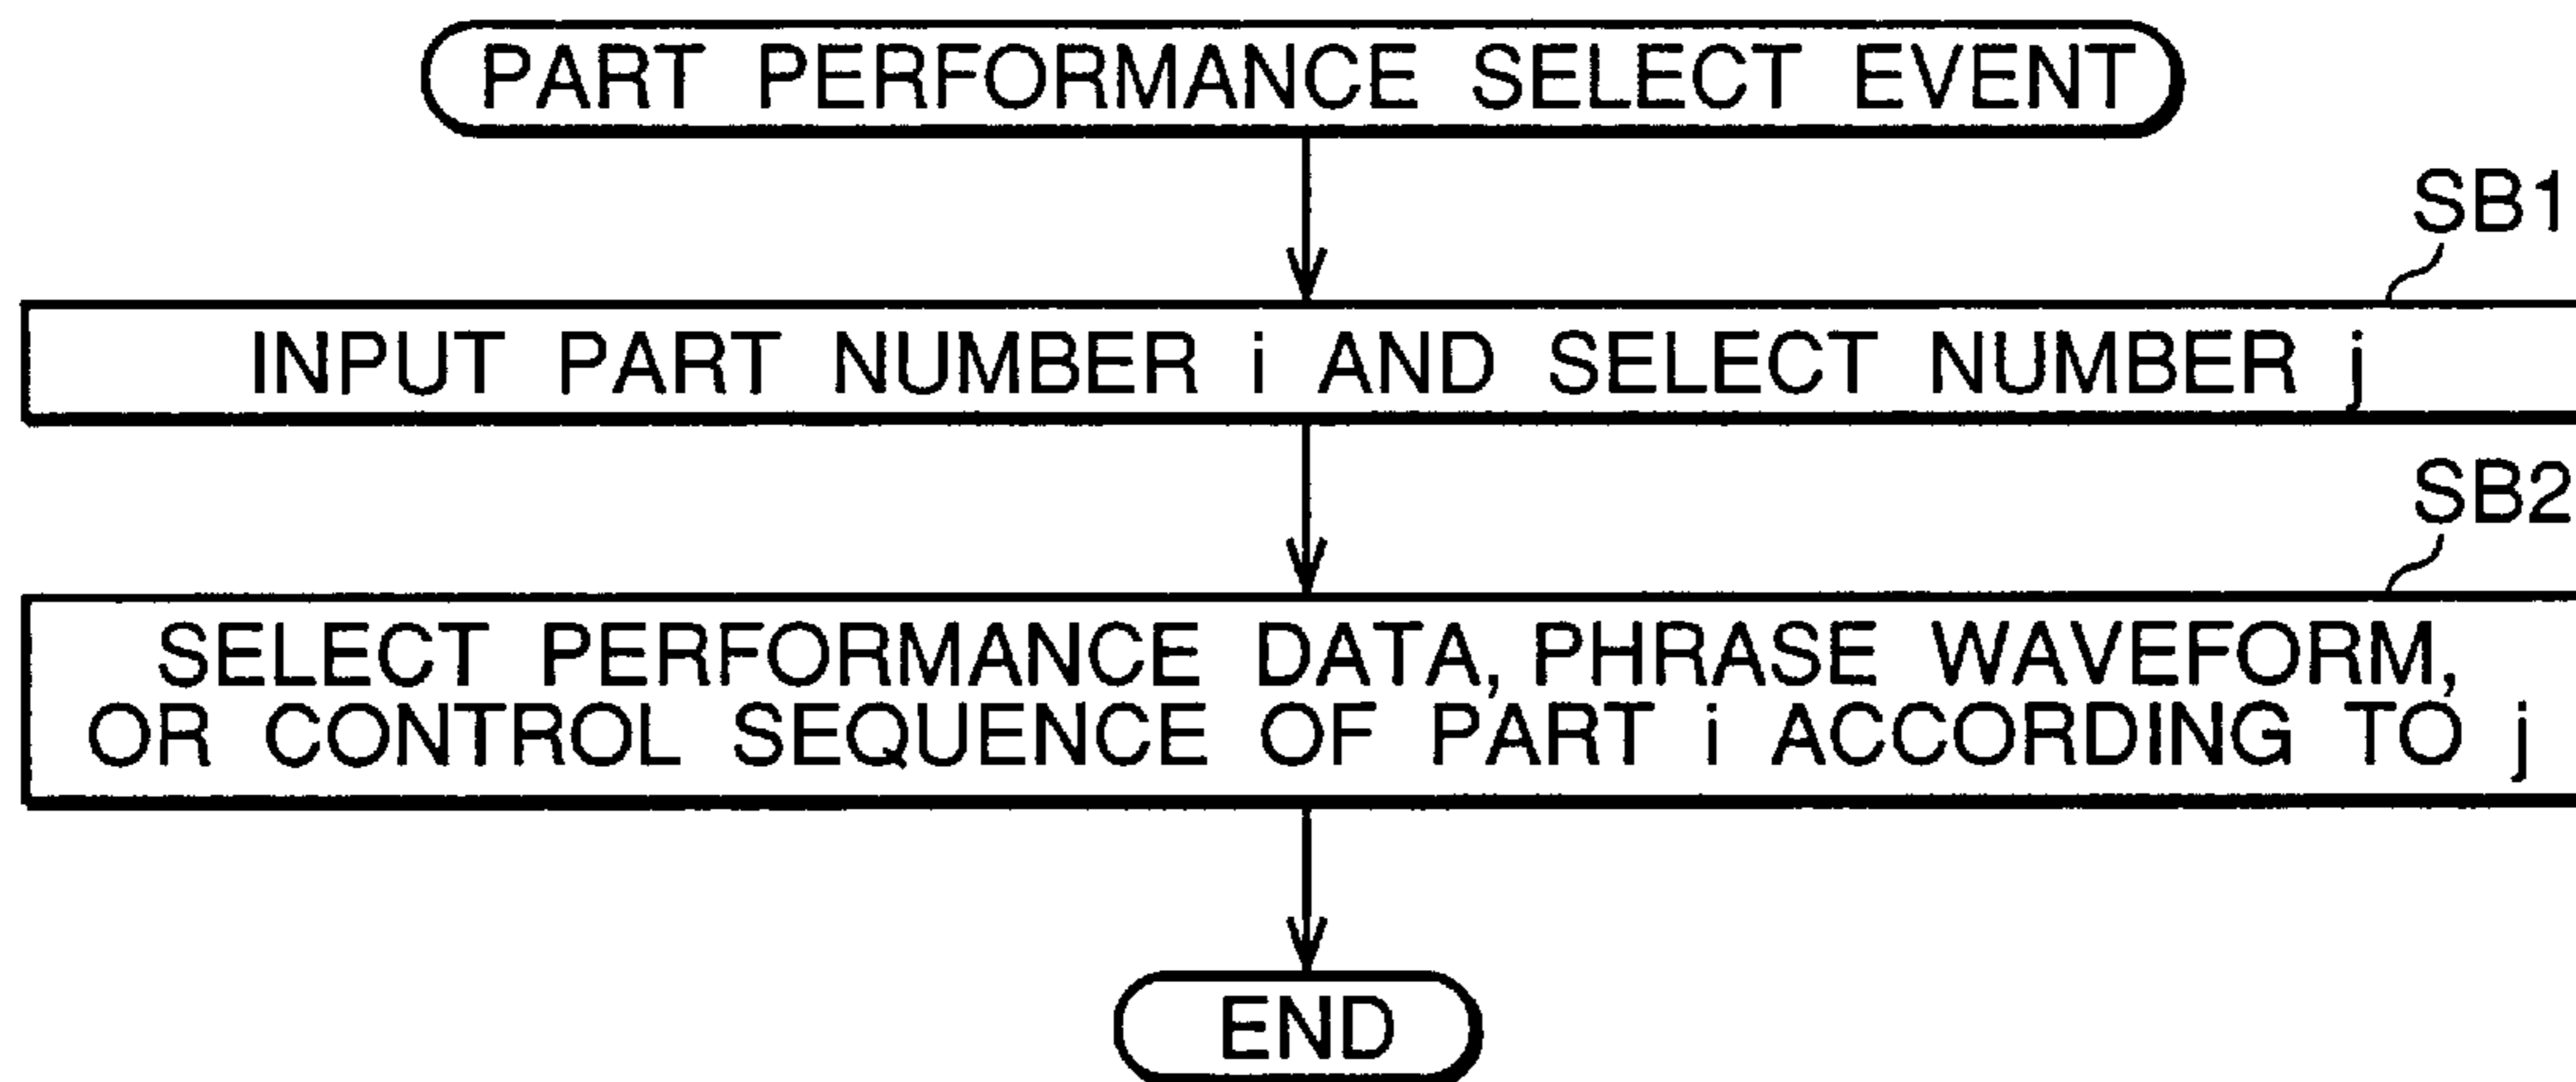 PART PERFORMANCE SELECT EVENT
SB1
INPUT PART NUMBER i AND SELECT NUMBER j
SB2
SELECT PERFORMANCE DATA, PHRASE WAVEFORM,
OR CONTROL SEQUENCE OF PART i ACCORDING TO j
END